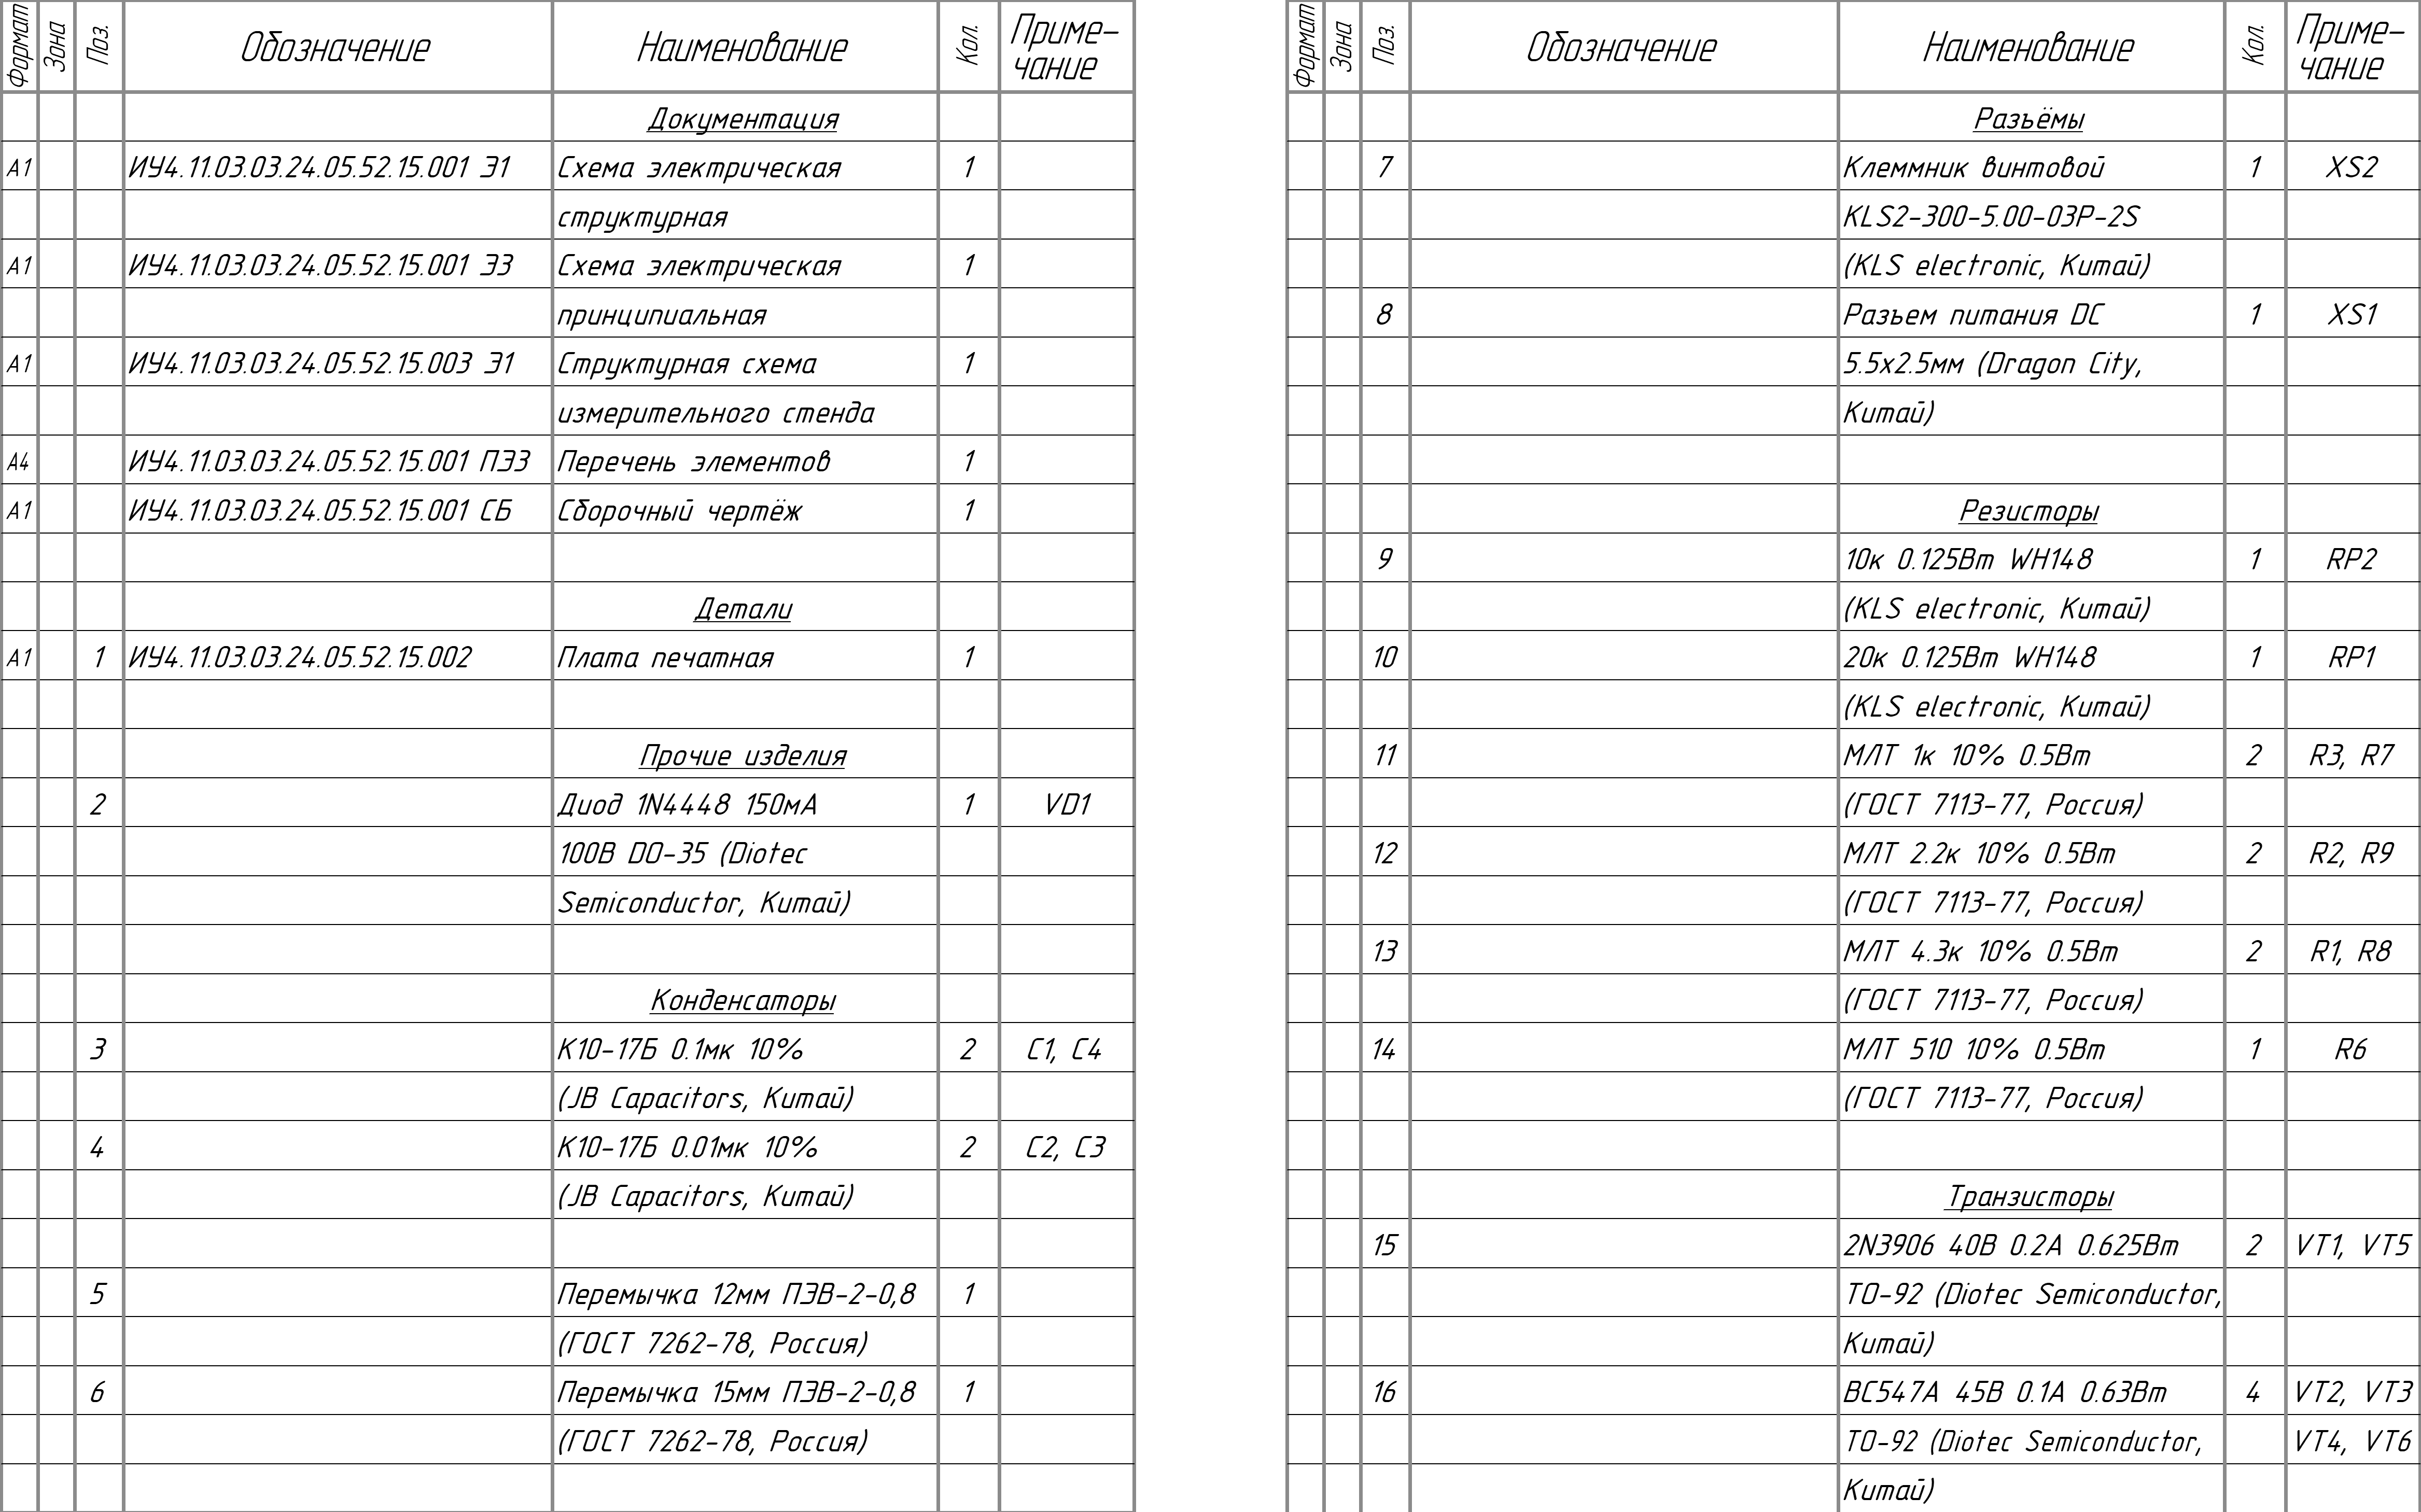 Формат Зона Поз. Обозначение Наименование Кол. Приме-
чание
Документация
А1 ИУ4.11.03.03.24.05.52.15.001 Э1 Схема электрическая 1
структурная
А1 ИУ4.11.03.03.24.05.52.15.001 Э3 Схема электрическая 1
принципиальная
А1 ИУ4.11.03.03.24.05.52.15.003 Э1 Структурная схема 1
измерительного стенда
А4 ИУ4.11.03.03.24.05.52.15.001 ПЭ3 Перечень элементов 1
А1 ИУ4.11.03.03.24.05.52.15.001 СБ Сборочный чертёж 1
Детали
А1 1 ИУ4.11.03.03.24.05.52.15.002 Плата печатная 1
Прочие изделия
2 Диод 1N4448 150мА 1 VD1
100В DO-35 (Diotec
Semiconductor, Китай)
Конденсаторы
3 К10-17Б 0.1мк 10% 2 C1, C4
(JB Capacitors, Китай)
4 К10-17Б 0.01мк 10% 2 C2, C3
(JB Capacitors, Китай)
5 Перемычка 12мм ПЭВ-2-0,8 1
(ГОСТ 7262-78, Россия)
6 Перемычка 15мм ПЭВ-2-0,8 1
(ГОСТ 7262-78, Россия)
Формат Зона Поз. Обозначение Наименование Кол. Приме-
чание
Разъёмы
7 Клеммник винтовой 1 XS2
KLS2-300-5.00-03P-2S
(KLS electronic, Китай)
8 Разьем питания DC 1 XS1
5.5x2.5мм (Dragon City,
Китай)
Резисторы
9 10к 0.125Вт WH148 1 RP2
(KLS electronic, Китай)
10 20к 0.125Вт WH148 1 RP1
(KLS electronic, Китай)
11 МЛТ 1к 10% 0.5Вт 2 R3, R7
(ГОСТ 7113-77, Россия)
12 МЛТ 2.2к 10% 0.5Вт 2 R2, R9
(ГОСТ 7113-77, Россия)
13 МЛТ 4.3к 10% 0.5Вт 2 R1, R8
(ГОСТ 7113-77, Россия)
14 МЛТ 510 10% 0.5Вт 1 R6
(ГОСТ 7113-77, Россия)
Транзисторы
15 2N3906 40В 0.2А 0.625Вт 2 VT1, VT5
TO-92 (Diotec Semiconductor,
Китай)
16 BC547A 45В 0.1А 0.63Вт 4 VT2, VT3
TO-92 (Diotec Semiconductor, VT4, VT6
Китай)